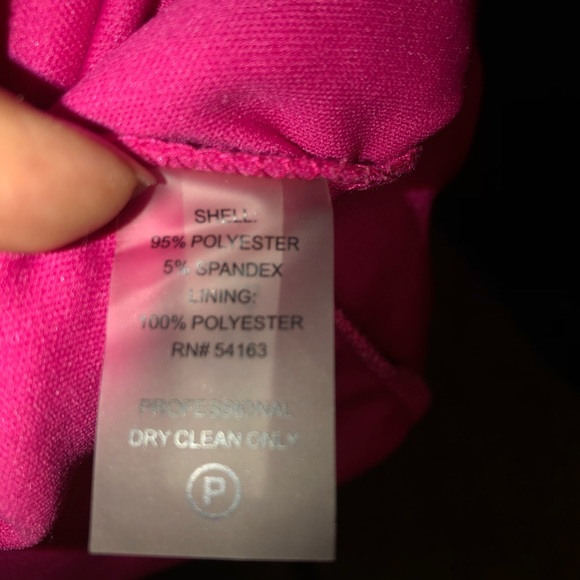 SHELL:
95% POLYESTER
5% SPANDEX
LINING:
100% POLYESTER
RN# 54163
PROFESSIONAL
DRY CLEAN ONLY
P